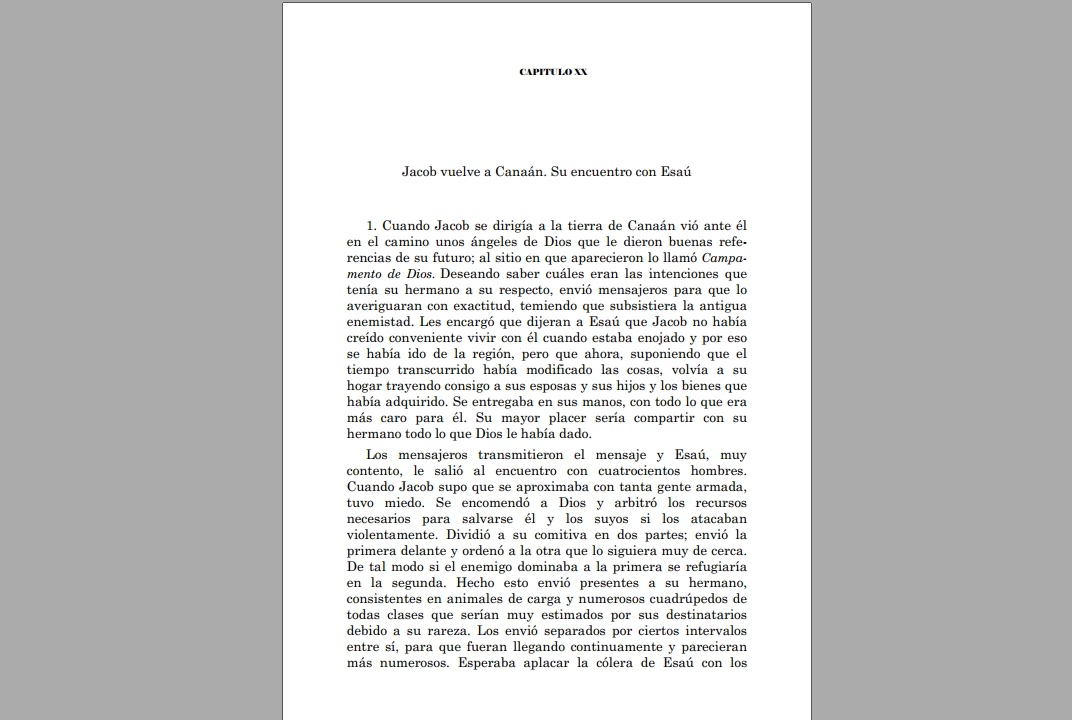 CAPITULO XX
Jacob vuelve a Canaán. Su encuentro con Esaú
1. Cuando Jacob se dirigía a la tierra de Canaán vió ante él
en el camino unos ángeles de Dios que le dieron buenas refe-
rencias de su futuro; al sitio en que aparecieron lo llamó Campa-
mento de Dios. Deseando saber cuáles eran las intenciones que
tenía su hermano a su respecto, envió mensajeros para que lo
averiguaran con exactitud, temiendo que subsistiera la antigua
enemistad. Les encargó que dijeran a Esaú que Jacob no había
creído conveniente vivir con él cuando estaba enojado y por eso
se había ido de la región, pero que ahora, suponiendo que el
tiempo transcurrido había modificado las cosas, volvía a su
hogar trayendo consigo a sus esposas y sus hijos y los bienes que
había adquirido. Se entregaba en sus manos, con todo lo que era
más caro para él. Su mayor placer sería compartir con su
hermano todo lo que Dios le había dado.
Los mensajeros transmitieron el mensaje y Esaú, muy
contento, le salió al encuentro con cuatrocientos hombres.
Cuando Jacob supo que se aproximaba con tanta gente armada,
tuvo miedo. Se encomendó a Dios y arbitró los recursos
necesarios para salvarse él y los suyos si los atacaban
violentamente. Dividió a su comitiva en dos partes; envió la
primera delante y ordenó a la otra que lo siguiera muy de cerca.
De tal modo si el enemigo dominaba a la primera se refugiaría
en la segunda. Hecho esto envió presentes a su hermano,
consistentes en animales de carga y numerosos cuadrúpedos de
todas clases que serían muy estimados por sus destinatarios
debido a su rareza. Los envió separados por ciertos intervalos
entre sí, para que fueran llegando continuamente y parecieran
más numerosos. Esperaba aplacar la cólera de Esaú con los